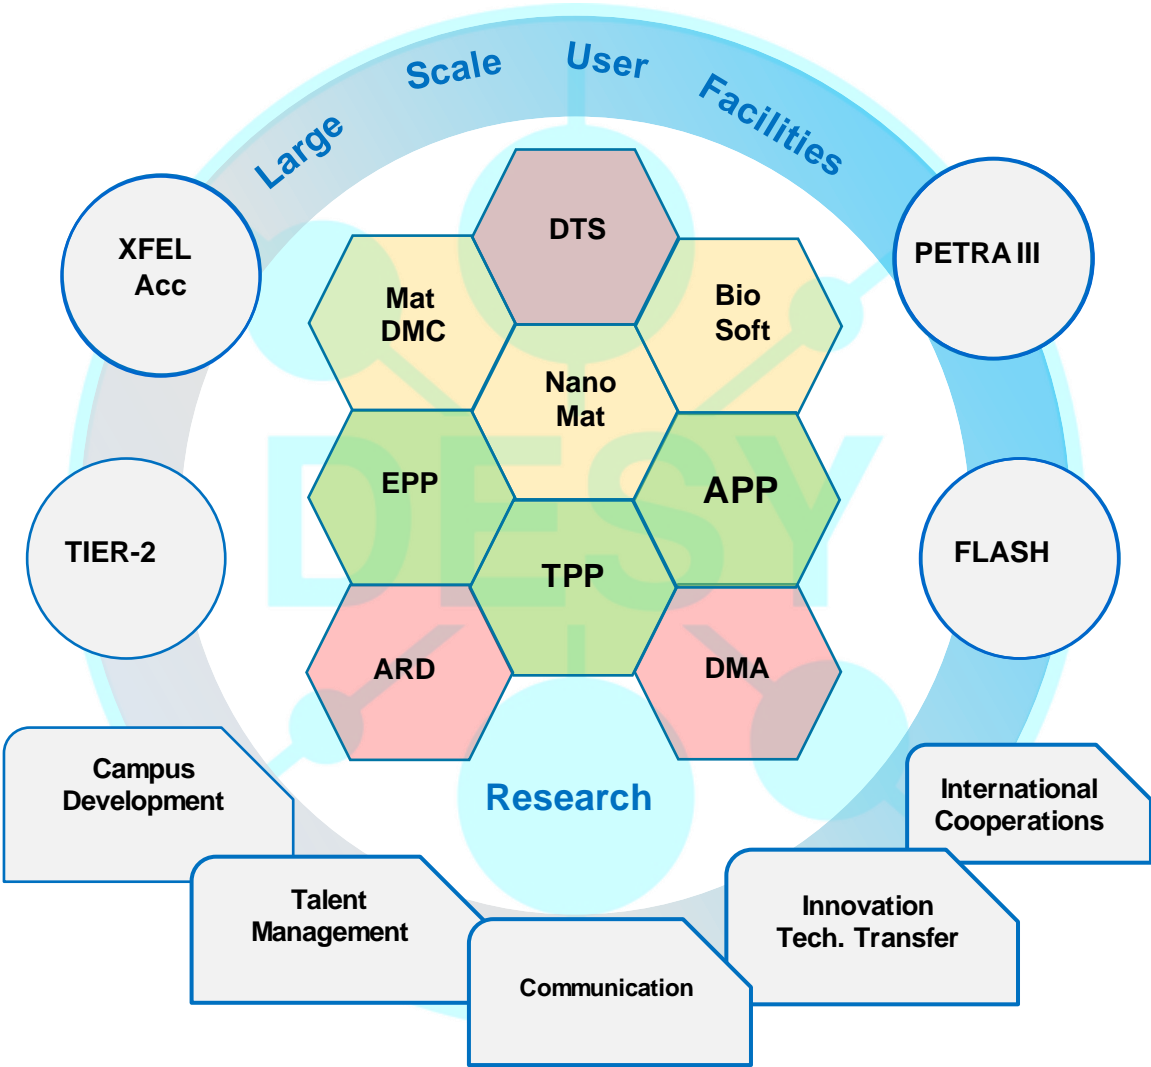 Large Scale User Facilities
XFEL
Acc
PETRA III
DTS
Mat
DMC
Bio
Soft
Nano
Mat
EPP
APP
TIER-2
TPP
FLASH
ARD
DMA
DESY
Research
Campus
Development
International
Cooperations
Talent
Management
Innovation
Tech. Transfer
Communication